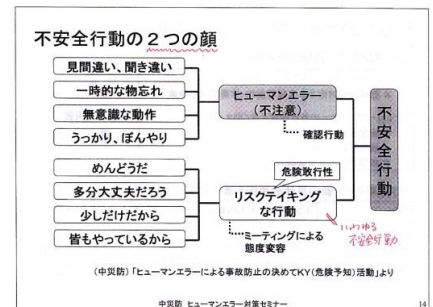 不安全行動の2つの顔
見間違い、聞き違い
一時的な物忘れ
無意識な動作
うっかり、ぼんやり
ヒューマンエラー
(不注意)
確認行動
めんどうだ
多分大丈夫だろう
少しだけだから
皆もやっているから
危険敢行性
リスクテイキング
な行動
ミーティングによる
態度変容
不安全行動
いわゆる
不安全行動
(中災防)「ヒューマンエラーによる事故防止の決めてKY(危険予知)活動」より
中災防 ヒューマンエラー対策セミナー
14